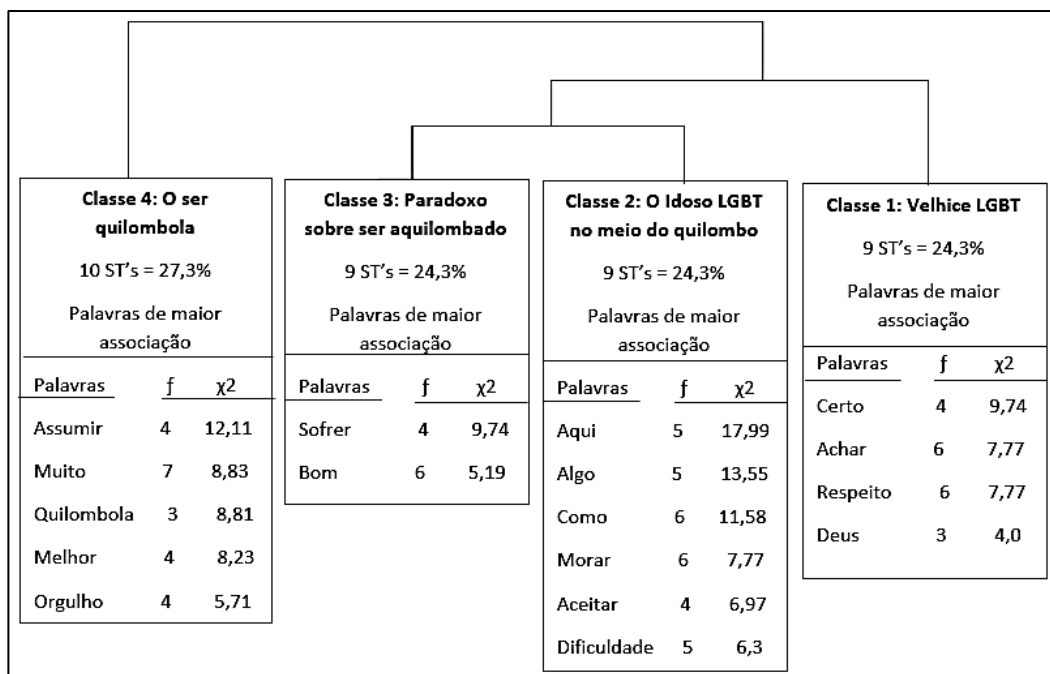 Classe 4: O ser
quilombola
10 ST’s = 27,3%
Palavras de maior
associação
Palavras ƒ χ2
Assumir 4 12,11
Muito 7 8,83
Quilombola 3 8,81
Melhor 4 8,23
Orgulho 4 5,71
Classe 3: Paradoxo
sobre ser aquilombado
9 ST’s = 24,3%
Palavras de maior
associação
Palavras ƒ χ2
Sofrer 4 9,74
Bom 6 5,19
Classe 2: O Idoso LGBT
no meio do quilombo
9 ST’s = 24,3%
Palavras de maior
associação
Palavras ƒ χ2
Aqui 5 17,99
Algo 5 13,55
Como 6 11,58
Morar 6 7,77
Aceitar 4 6,97
Dificuldade 5 6,3
Classe 1: Velhice LGBT
9 ST’s = 24,3%
Palavras de maior
associação
Palavras ƒ χ2
Certo 4 9,74
Achar 6 7,77
Respeito 6 7,77
Deus 3 4,0